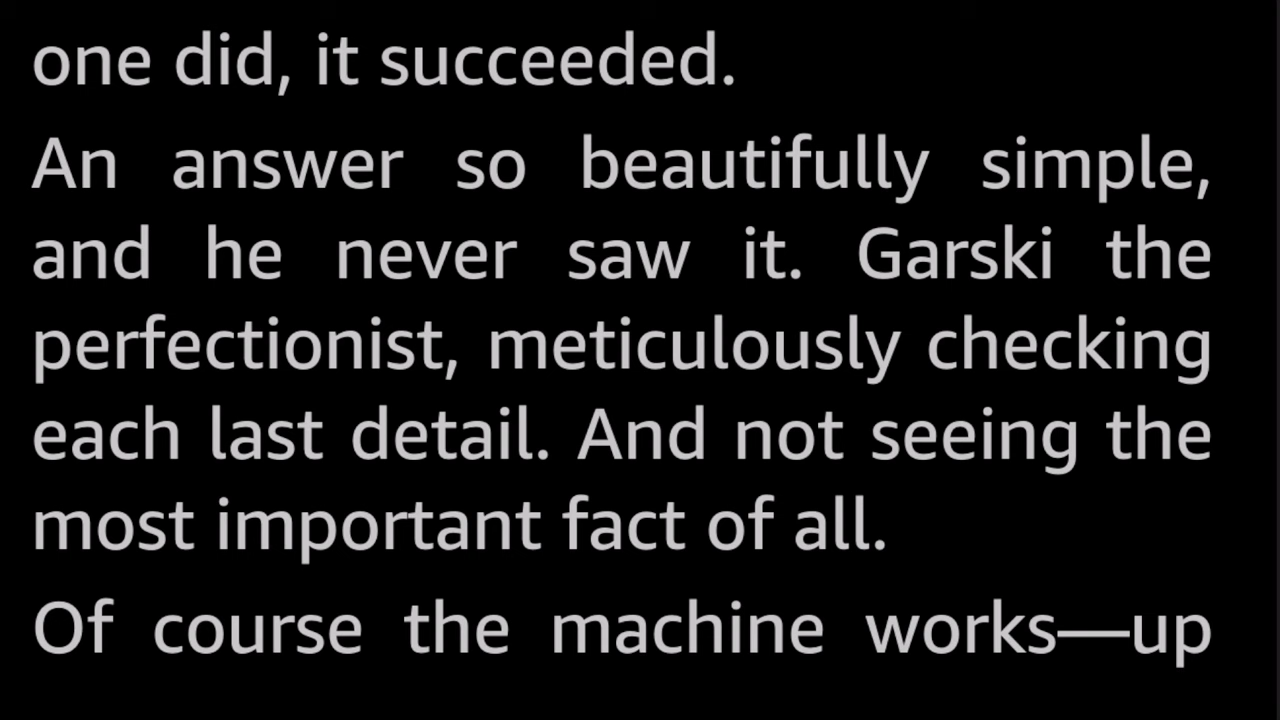 one did, it succeeded.
An answer so beautifully simple,
and he never saw it. Garski the
perfectionist, meticulously checking
each last detail. And not seeing the
most important fact of all.
Of course the machine works—up